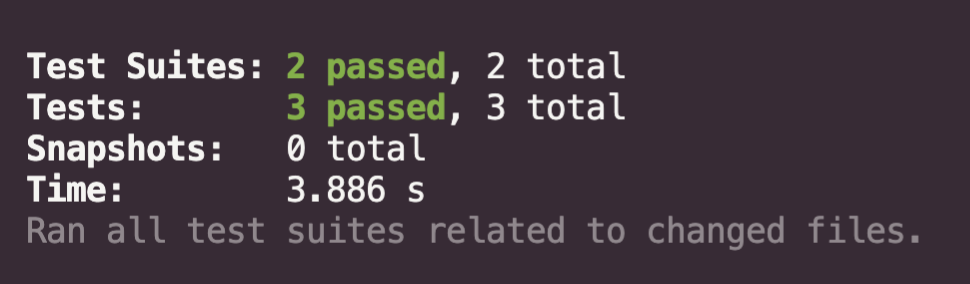 Test Suites: 2 passed, 2 total
Tests: 3 passed, 3 total
Snapshots: 0 total
Time: 3.886 s
Ran all test suites related to changed files.